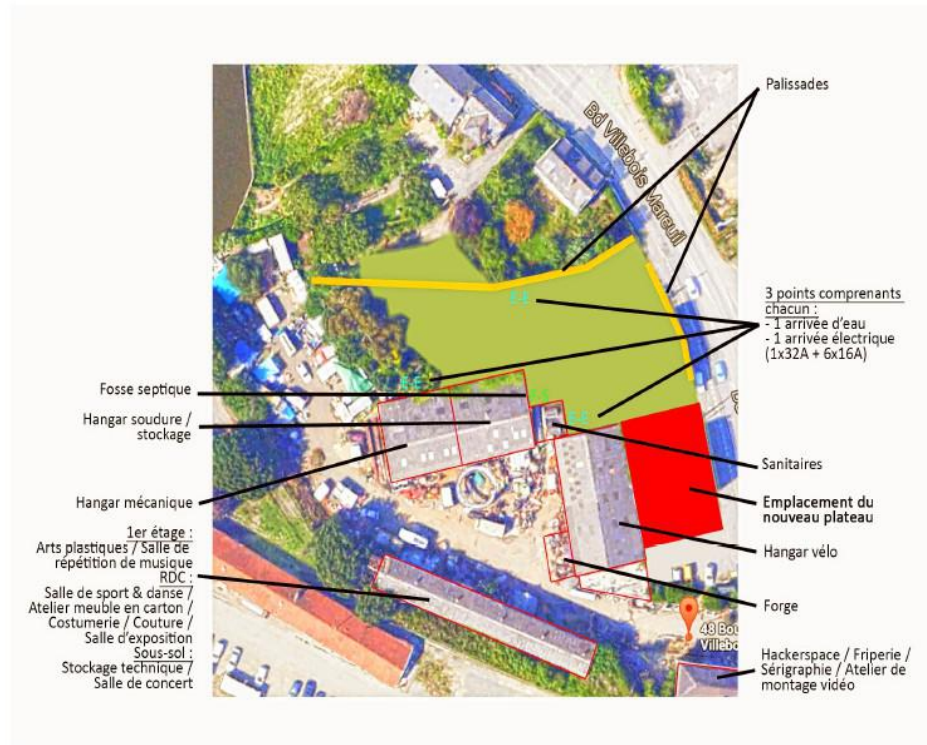 Palissades
Bd Villebois Mareuil
3 points comprenants
chacun :
- 1 arrivée d'eau
- 1 arrivée électrique
(1x32A + 6x16A)
Fosse septique
Hangar soudure /
stockage
Hangar mécanique
1er étage :
Arts plastiques / Salle de
répétition de musique
RDC :
Salle de sport & danse /
Atelier meuble en carton /
Costumerie / Couture /
Salle d'exposition
Sous-sol :
Stockage technique /
Salle de concert
Sanitaires
Emplacement du
nouveau plateau
Hangar vélo
Forge
48 Bou
Villebo
Hackerspace / Friperie /
Sérigraphie / Atelier de
montage vidéo